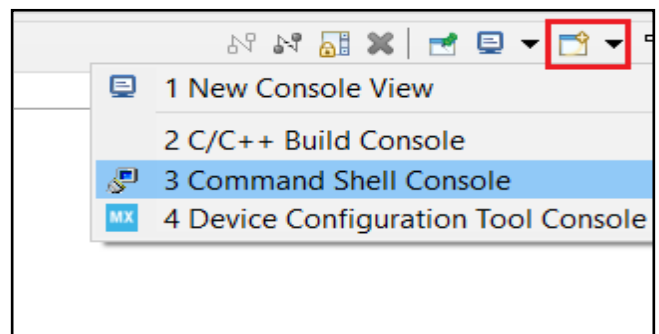 1 New Console View
2 C/C++ Build Console
3 Command Shell Console
MX 4 Device Configuration Tool Console